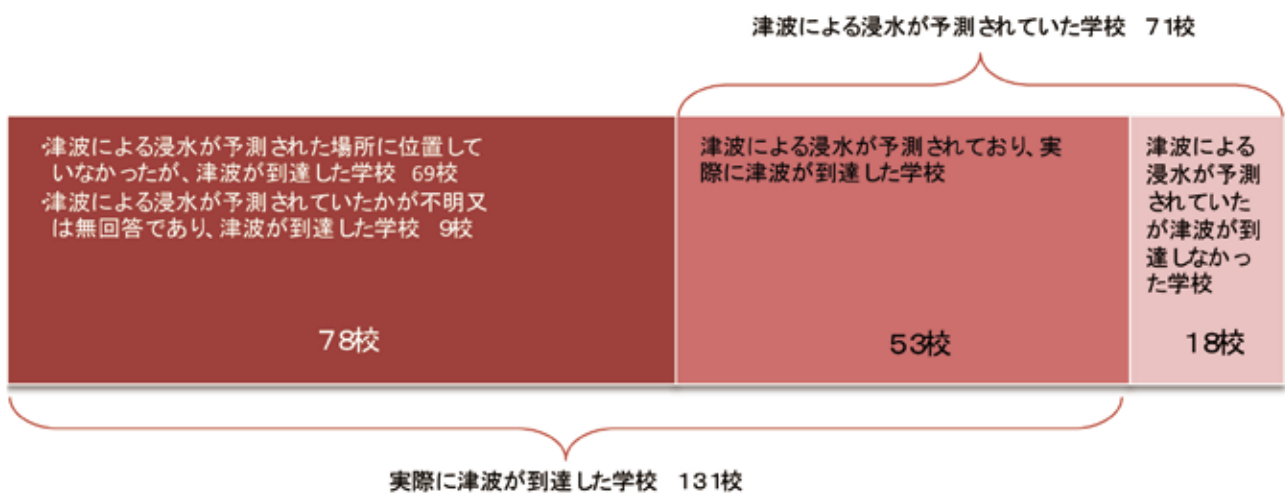 津波による浸水が予測されていた学校　71校
・津波による浸水が予測された場所に位置して
いなかったが、津波が到達した学校 69校
・津波による浸水が予測されていたかが不明又
は無回答であり、津波が到達した学校　9校
78校
津波による浸水が予測されており、実
際に津波が到達した学校
53校
津波による
浸水が予測
されていた
が津波が到
達しなかっ
た学校
18校
実際に津波が到達した学校　131校